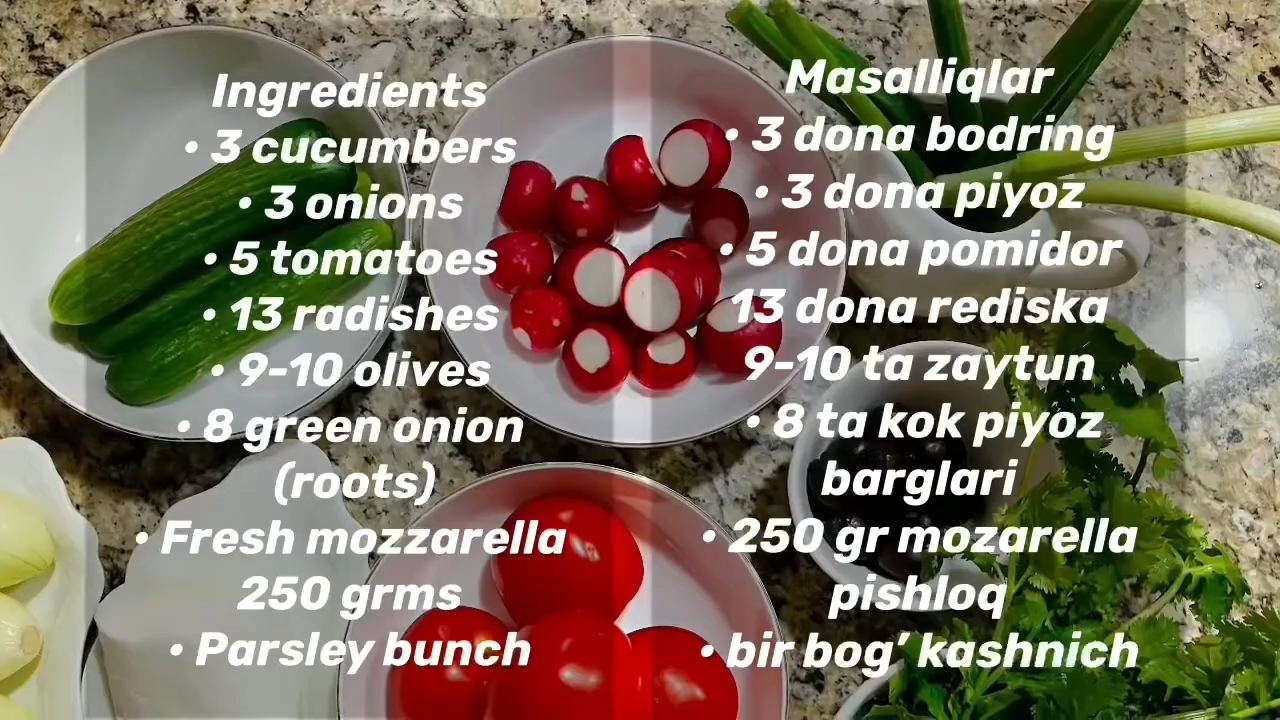 Ingredients
• 3 cucumbers
• 3 onions
• 5 tomatoes
• 13 radishes
• 9-10 olives
• 8 green onion
(roots)
• Fresh mozzarella
250 grms
• Parsley bunch
Masalliqlar
• 3 dona bodring
• 3 dona piyoz
• 5 dona pomidor
13 dona rediska
9-10 ta zaytun
• 8 ta kok piyoz
barglari
• 250 gr mozarella
pishloq
• bir bog’ kashnich